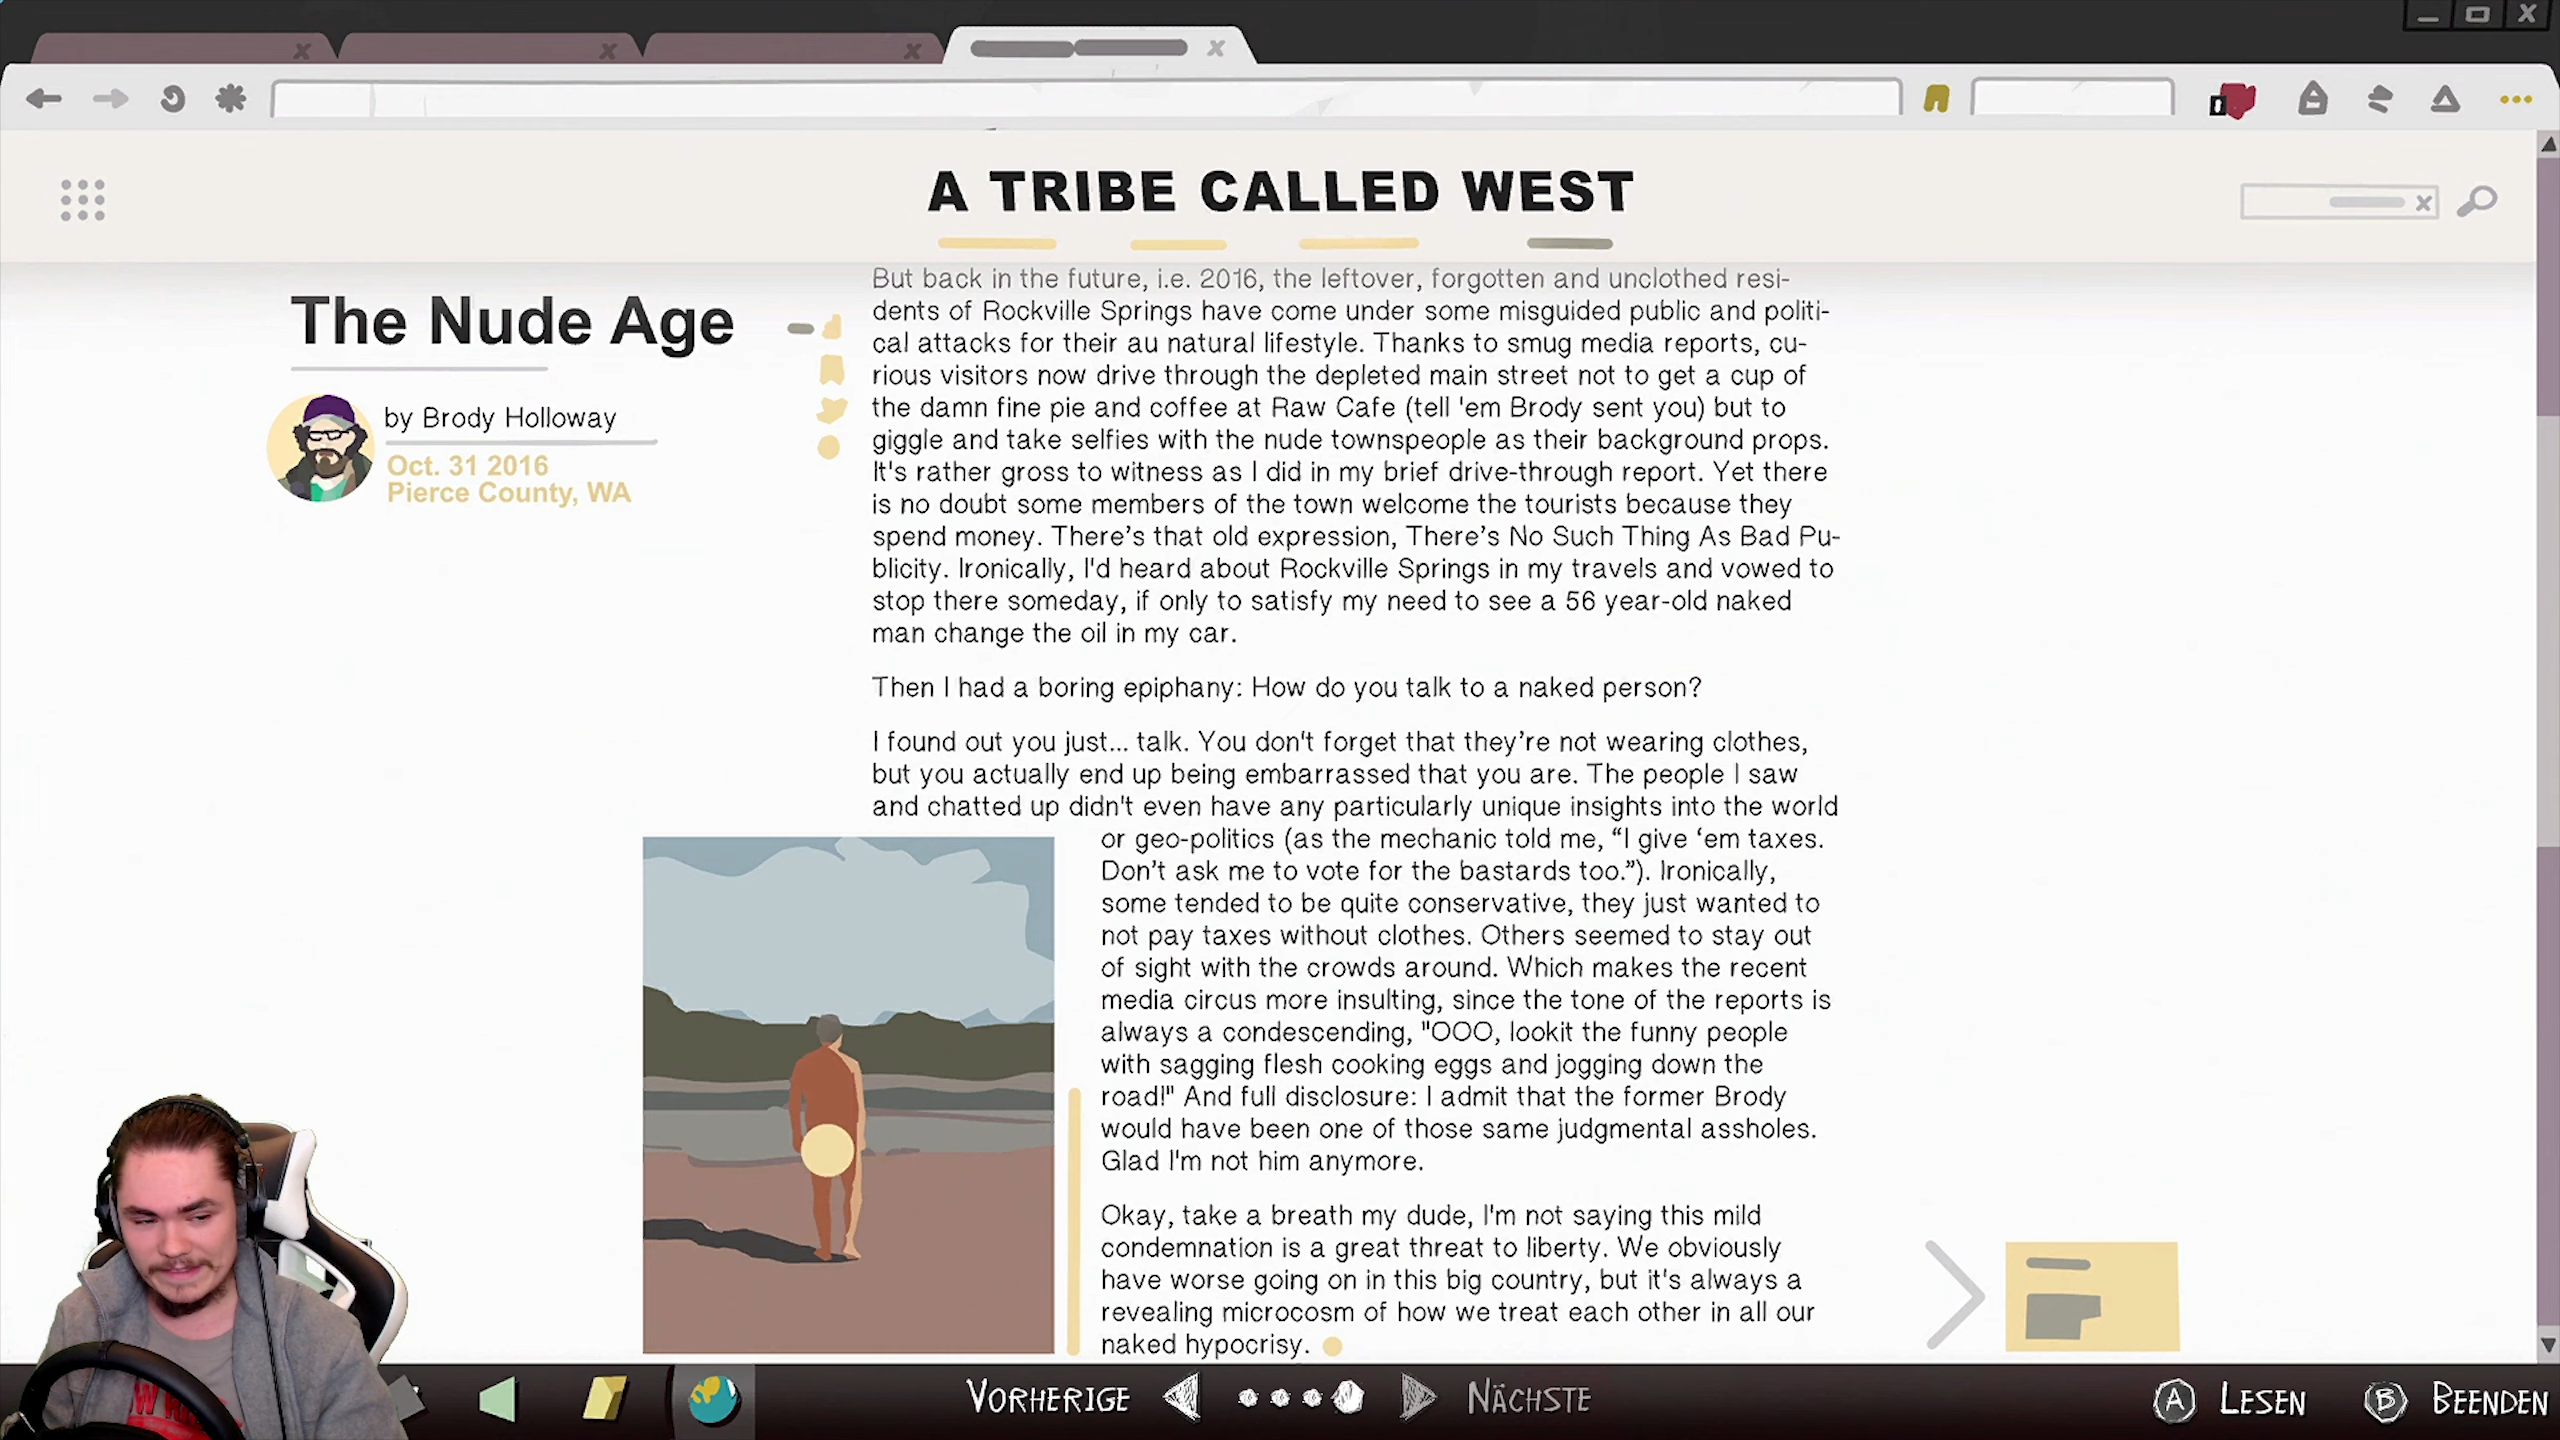 A TRIBE CALLED WEST
The Nude Age
by Brody Holloway
Oct. 31 2016
Pierce County, WA
But back in the future, i.e. 2016, the leftover, forgotten and unclothed resi-
dents of Rockville Springs have come under some misguided public and politi-
cal attacks for their au natural lifestyle. Thanks to smug media reports, cu-
rious visitors now drive through the depleted main street not to get a cup of
the damn fine pie and coffee at Raw Cafe (tell 'em Brody sent you) but to
giggle and take selfies with the nude townspeople as their background props.
It's rather gross to witness as I did in my brief drive-through report. Yet there
is no doubt some members of the town welcome the tourists because they
spend money. There’s that old expression, There’s No Such Thing As Bad Pu-
blicity. Ironically, I'd heard about Rockville Springs in my travels and vowed to
stop there someday, if only to satisfy my need to see a 56 year-old naked
man change the oil in my car.
Then I had a boring epiphany: How do you talk to a naked person?
I found out you just... talk. You don't forget that they’re not wearing clothes,
but you actually end up being embarrassed that you are. The people I saw
and chatted up didn't even have any particularly unique insights into the world
or geo-politics (as the mechanic told me, “I give ‘em taxes.
Don’t ask me to vote for the bastards too.”). Ironically,
some tended to be quite conservative, they just wanted to
not pay taxes without clothes. Others seemed to stay out
of sight with the crowds around. Which makes the recent
media circus more insulting, since the tone of the reports is
always a condescending, "OOO, lookit the funny people
with sagging flesh cooking eggs and jogging down the
road!" And full disclosure: I admit that the former Brody
would have been one of those same judgmental assholes.
Glad I'm not him anymore.
Okay, take a breath my dude, I'm not saying this mild
condemnation is a great threat to liberty. We obviously
have worse going on in this big country, but it's always a
revealing microcosm of how we treat each other in all our
naked hypocrisy.
VORHERIGE
NÄCHSTE
A LESEN
B BEENDEN